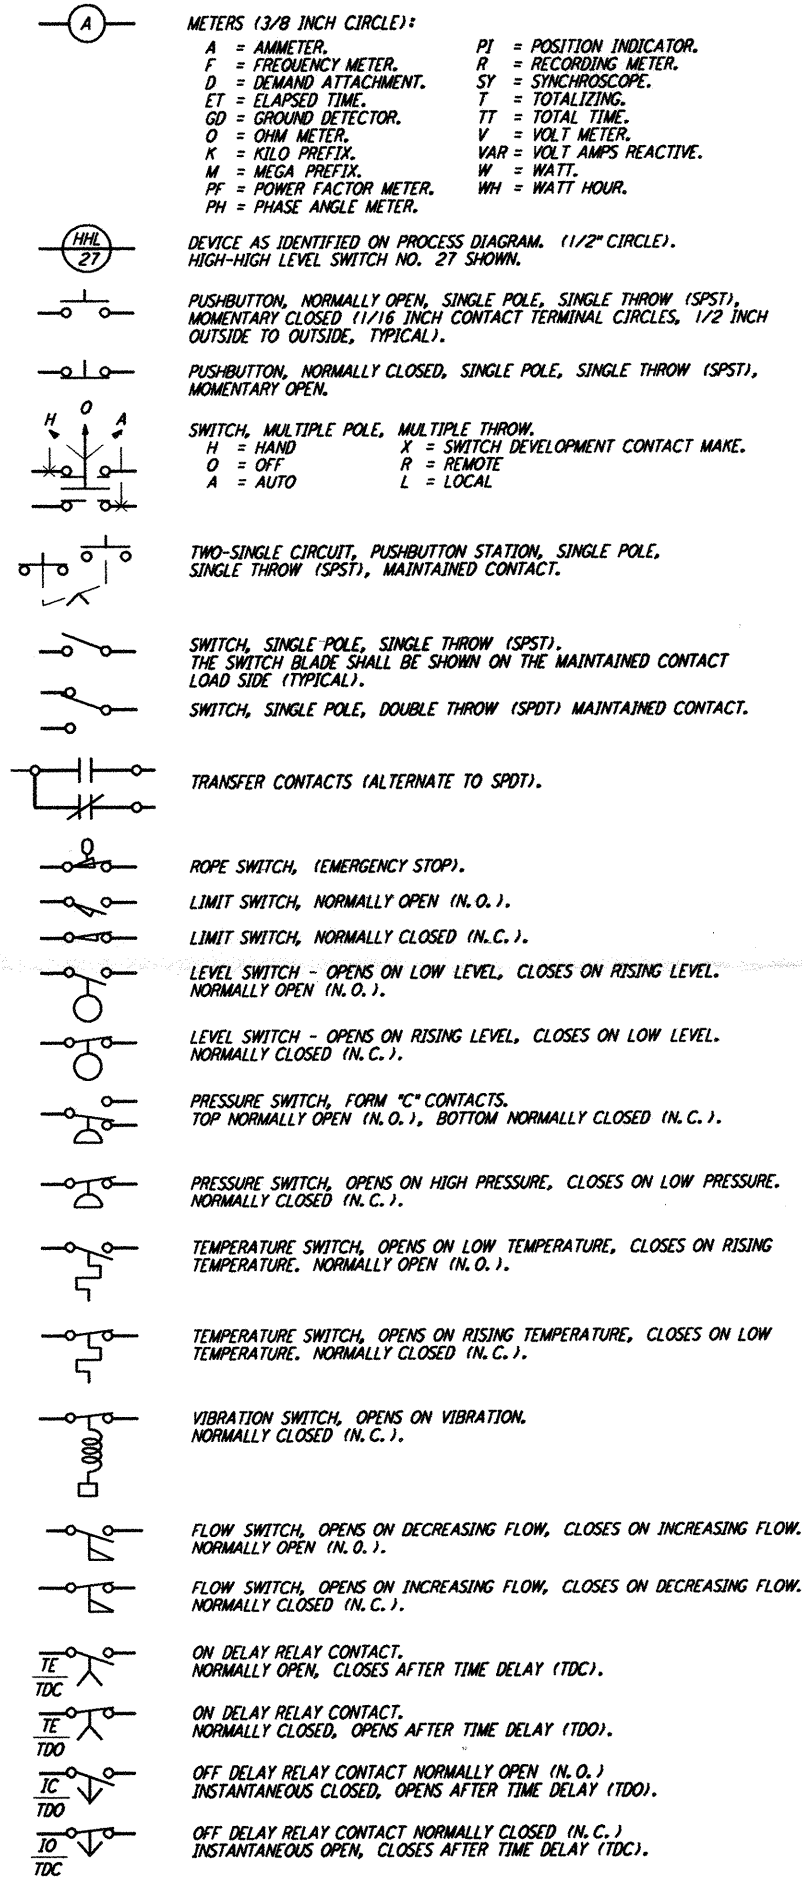 A
METERS (3/8 INCH CIRCLE):
A = AMMETER.
F = FREQUENCY METER.
D = DEMAND ATTACHMENT.
ET = ELAPSED TIME.
GD = GROUND DETECTOR.
O = OHM METER.
K = KILO PREFIX.
M = MEGA PREFIX.
PF = POWER FACTOR METER.
PH = PHASE ANGLE METER.
PI = POSITION INDICATOR.
R = RECORDING METER.
SY = SYNCHROSCOPE.
T = TOTALIZING.
TT = TOTAL TIME.
V = VOLT METER.
VAR = VOLT AMPS REACTIVE.
W = WATT.
WH = WATT HOUR.
HHL
27
DEVICE AS IDENTIFIED ON PROCESS DIAGRAM. (1/2" CIRCLE).
HIGH-HIGH LEVEL SWITCH NO. 27 SHOWN.
PUSHBUTTON, NORMALLY OPEN, SINGLE POLE, SINGLE THROW (SPST),
MOMENTARY CLOSED (1/16 INCH CONTACT TERMINAL CIRCLES, 1/2 INCH
OUTSIDE TO OUTSIDE, TYPICAL).
PUSHBUTTON, NORMALLY CLOSED, SINGLE POLE, SINGLE THROW (SPST),
MOMENTARY OPEN.
H O A
SWITCH, MULTIPLE POLE, MULTIPLE THROW.
H = HAND X = SWITCH DEVELOPMENT CONTACT MAKE.
O = OFF R = REMOTE
A = AUTO L = LOCAL
TWO-SINGLE CIRCUIT, PUSHBUTTON STATION, SINGLE POLE,
SINGLE THROW (SPST), MAINTAINED CONTACT.
SWITCH, SINGLE POLE, SINGLE THROW (SPST).
THE SWITCH BLADE SHALL BE SHOWN ON THE MAINTAINED CONTACT
LOAD SIDE (TYPICAL).
SWITCH, SINGLE POLE, DOUBLE THROW (SPDT) MAINTAINED CONTACT.
TRANSFER CONTACTS (ALTERNATE TO SPDT).
ROPE SWITCH, (EMERGENCY STOP).
LIMIT SWITCH, NORMALLY OPEN (N.O.).
LIMIT SWITCH, NORMALLY CLOSED (N.C.).
LEVEL SWITCH - OPENS ON LOW LEVEL, CLOSES ON RISING LEVEL.
NORMALLY OPEN (N.O.).
LEVEL SWITCH - OPENS ON RISING LEVEL, CLOSES ON LOW LEVEL.
NORMALLY CLOSED (N.C.).
PRESSURE SWITCH, FORM "C" CONTACTS.
TOP NORMALLY OPEN (N.O.), BOTTOM NORMALLY CLOSED (N.C.).
PRESSURE SWITCH, OPENS ON HIGH PRESSURE, CLOSES ON LOW PRESSURE.
NORMALLY CLOSED (N.C.).
TEMPERATURE SWITCH, OPENS ON LOW TEMPERATURE, CLOSES ON RISING
TEMPERATURE. NORMALLY OPEN (N.O.).
TEMPERATURE SWITCH, OPENS ON RISING TEMPERATURE, CLOSES ON LOW
TEMPERATURE. NORMALLY CLOSED (N.C.).
VIBRATION SWITCH, OPENS ON VIBRATION.
NORMALLY CLOSED (N.C.).
FLOW SWITCH, OPENS ON DECREASING FLOW, CLOSES ON INCREASING FLOW.
NORMALLY OPEN (N.O.).
FLOW SWITCH, OPENS ON INCREASING FLOW, CLOSES ON DECREASING FLOW.
NORMALLY CLOSED (N.C.).
TE
TDC
ON DELAY RELAY CONTACT.
NORMALLY OPEN, CLOSES AFTER TIME DELAY (TDC).
TE
TDO
ON DELAY RELAY CONTACT.
NORMALLY CLOSED, OPENS AFTER TIME DELAY (TDO).
IC
TDO
OFF DELAY RELAY CONTACT NORMALLY OPEN (N.O.)
INSTANTANEOUS CLOSED, OPENS AFTER TIME DELAY (TDO).
IO
TDC
OFF DELAY RELAY CONTACT NORMALLY CLOSED (N.C.)
INSTANTANEOUS OPEN, CLOSES AFTER TIME DELAY (TDC).